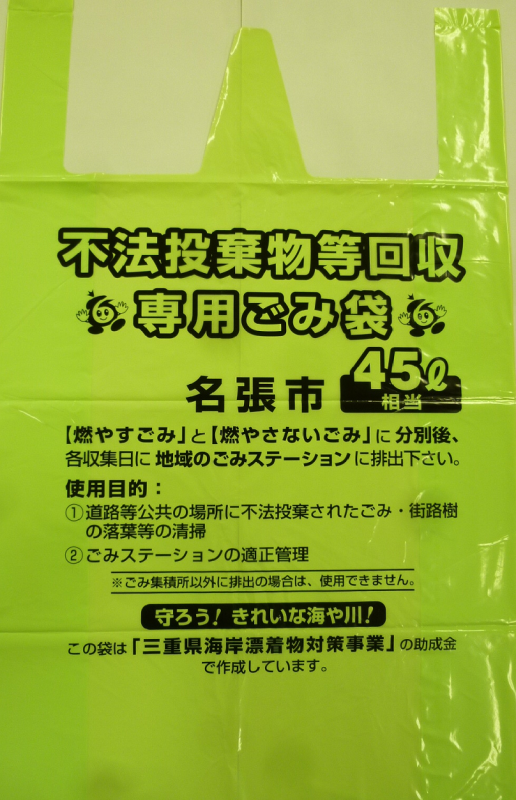 不法投棄物等回収
専用ごみ袋
名張市 45ℓ相当
【燃やすごみ」と【燃やさないごみ」に分別後、
各収集日に地域のごみステーションに排出下さい。
使用目的：
①道路等公共の場所に不法投棄されたごみ・街路樹
の落葉等の清掃
②ごみステーションの適正管理
※ごみ集積所以外に排出の場合は、使用できません。
守ろう！きれいな海や川！
この袋は「三重県海岸漂着物対策事業」の助成金
で作成しています。